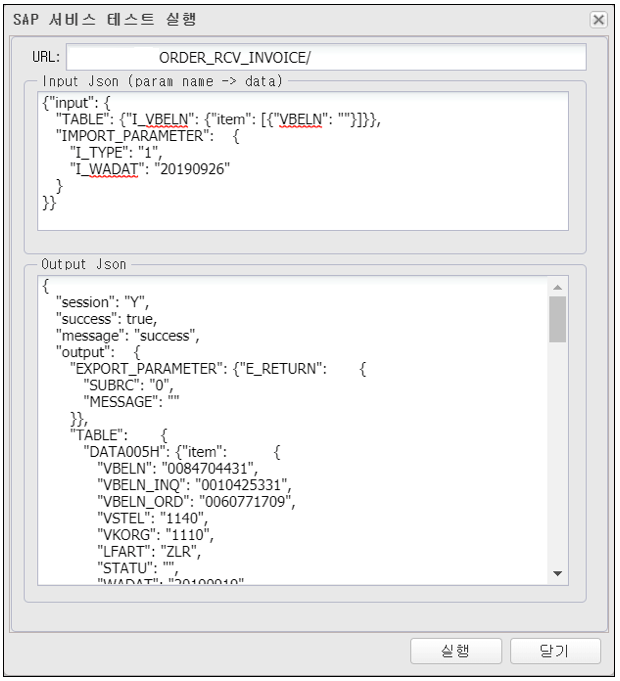 SAP 서비스 테스트 실행
URL: ORDER_RCV_INVOICE/
Input Json (param name -> data)
{"input": {
"TABLE": {"I_VBELN": {"item": [{"VBELN": ""}]}},
"IMPORT_PARAMETER": {
"I_TYPE": "1",
"I_WADAT": "20190926"
}
}}
Output Json
{
"session": "Y",
"success": true,
"message": "success",
"output": {
"EXPORT_PARAMETER": {"E_RETURN": {
"SUBRC": "0",
"MESSAGE": ""
}},
"TABLE": {
"DATA005H": {"item": {
"VBELN": "0084704431",
"VBELN_INQ": "0010425331",
"VBELN_ORD": "0060771709",
"VSTEL": "1140",
"VKORG": "1110",
"LFART": "ZLR",
"STATU": "",
"WADAT": "20190919"
실행 닫기